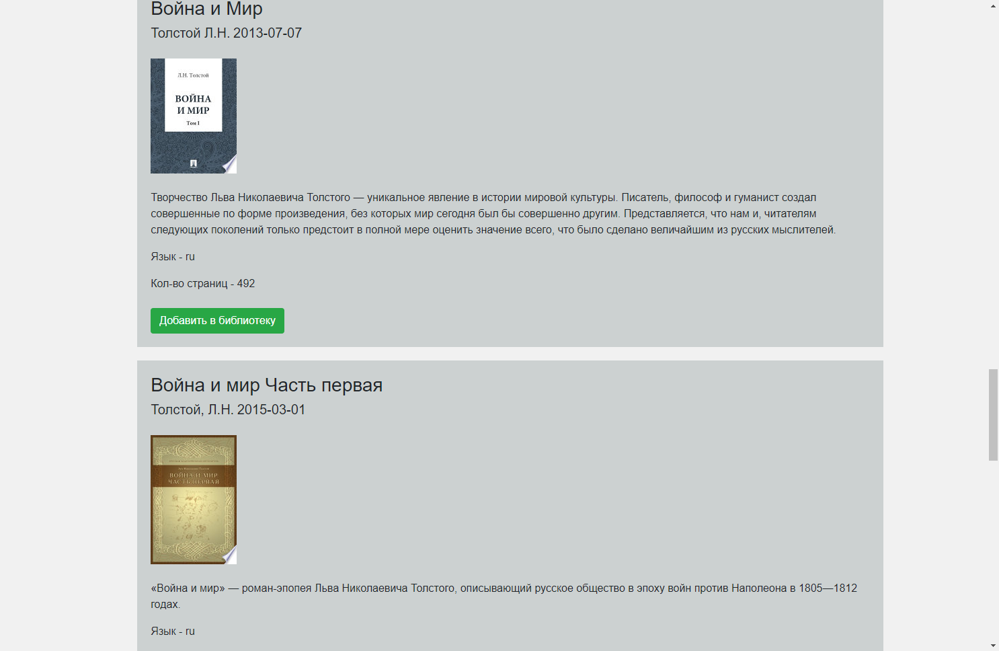 Война и Мир
Толстой Л.Н. 2013-07-07
Л.Н. Толстой
ВОЙНА
И МИР
Том I
Творчество Льва Николаевича Толстого — уникальное явление в истории мировой культуры. Писатель, философ и гуманист создал
совершенные по форме произведения, без которых мир сегодня был бы совершенно другим. Представляется, что нам и, читателям
следующих поколений только предстоит в полной мере оценить значение всего, что было сделано величайшим из русских мыслителей.
Язык - ru
Кол-во страниц - 492
Добавить в библиотеку
Война и мир Часть первая
Толстой, Л.Н. 2015-03-01
ВОЙНА И МИР
ЧАСТЬ ПЕРВАЯ
«Война и мир» — роман-эпопея Льва Николаевича Толстого, описывающий русское общество в эпоху войн против Наполеона в 1805—1812
годах.
Язык - ru